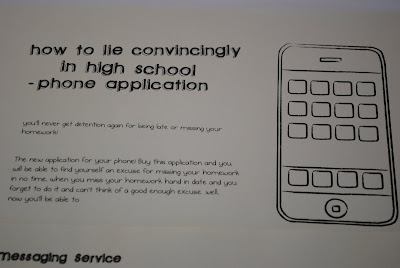 how to lie convincingly
in high school
- phone application
you'll never get detention again for being late or missing your
homework!
The new application for your phone! Buy this application and you
will be able to find yourself an excuse for missing your homework
in no time, when you miss your homework hand in date and you
forget to do it and can't think of a good enough excuse. well,
now you'll be able to.
messaging service